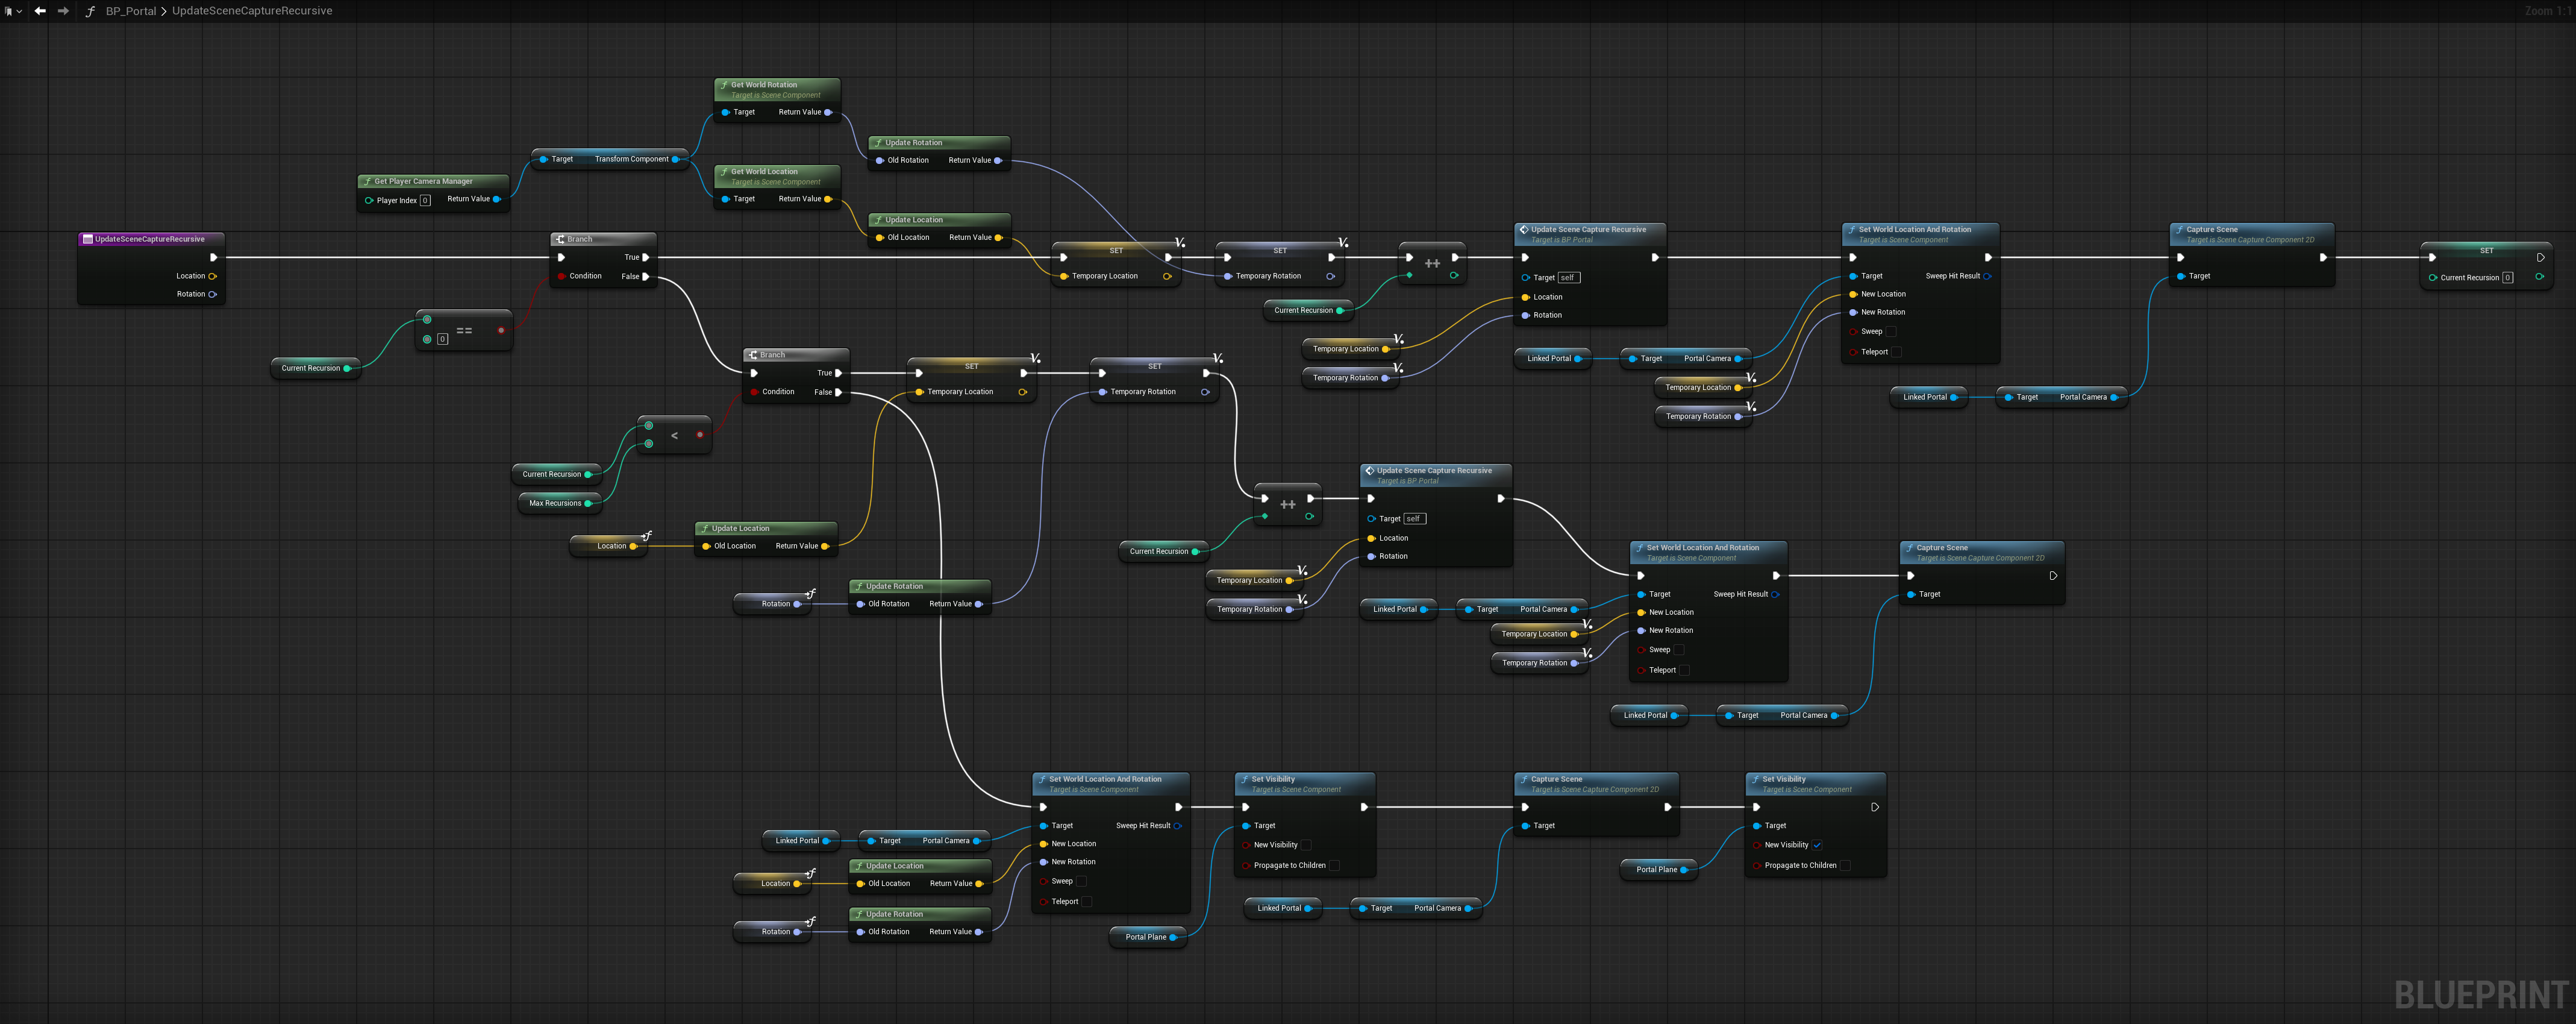 BP_Portal > UpdateSceneCaptureRecursive
Zoom 1:1
Get World Rotation
Target is Scene Component
Target Return Value
Update Rotation
Old Rotation Return Value
Target Transform Component
Get World Location
Target is Scene Component
Target Return Value
Get Player Camera Manager
Player Index 0 Return Value
Update Location
Old Location Return Value
UpdateSceneCaptureRecursive
Location
Rotation
Branch
True
Condition False
SET
Temporary Location
SET
Temporary Rotation
++
Current Recursion
Update Scene Capture Recursive
Target is BP Portal
Target self
Location
Rotation
Temporary Location
Temporary Rotation
Set World Location And Rotation
Target is Scene Component
Target Sweep Hit Result
New Location
New Rotation
Sweep
Teleport
Linked Portal
Target Portal Camera
Temporary Location
Temporary Rotation
Capture Scene
Target is Scene Capture Component 2D
Target
Linked Portal
Target Portal Camera
SET
Current Recursion 0
==
0
Current Recursion
Branch
True
Condition False
SET
Temporary Location
SET
Temporary Rotation
<
Current Recursion
Max Recursions
Location
Update Location
Old Location Return Value
Rotation
Update Rotation
Old Rotation Return Value
++
Current Recursion
Update Scene Capture Recursive
Target is BP Portal
Target self
Location
Rotation
Temporary Location
Temporary Rotation
Set World Location And Rotation
Target is Scene Component
Target Sweep Hit Result
New Location
New Rotation
Sweep
Teleport
Linked Portal
Target Portal Camera
Temporary Location
Temporary Rotation
Capture Scene
Target is Scene Capture Component 2D
Target
Linked Portal
Target Portal Camera
Set World Location And Rotation
Target is Scene Component
Target Sweep Hit Result
New Location
New Rotation
Sweep
Teleport
Linked Portal
Target Portal Camera
Location
Update Location
Old Location Return Value
Rotation
Update Rotation
Old Rotation Return Value
Set Visibility
Target is Scene Component
Target
New Visibility
Propagate to Children
Portal Plane
Capture Scene
Target is Scene Capture Component 2D
Target
Linked Portal
Target Portal Camera
Set Visibility
Target is Scene Component
Target
New Visibility
Propagate to Children
Portal Plane
BLUEPRINT